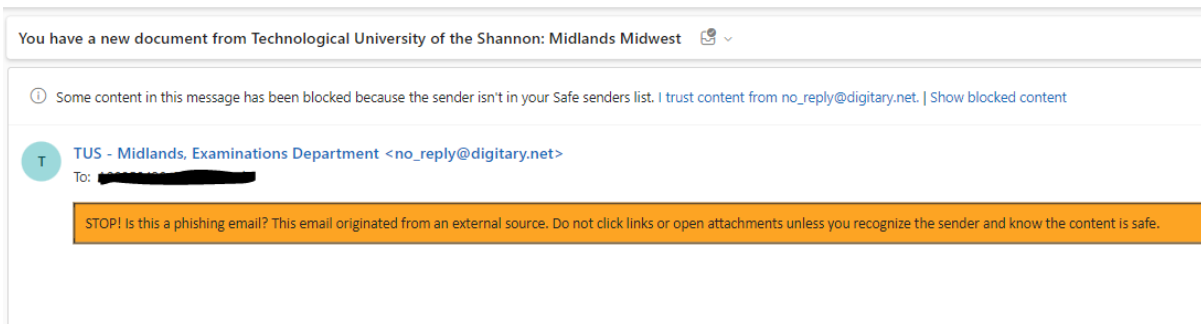 You have a new document from Technological University of the Shannon: Midlands Midwest
Some content in this message has been blocked because the sender isn't in your Safe senders list. I trust content from no_reply@digitary.net. | Show blocked content
T
TUS - Midlands, Examinations Department <no_reply@digitary.net>
To:
STOP! Is this a phishing email? This email originated from an external source. Do not click links or open attachments unless you recognize the sender and know the content is safe.